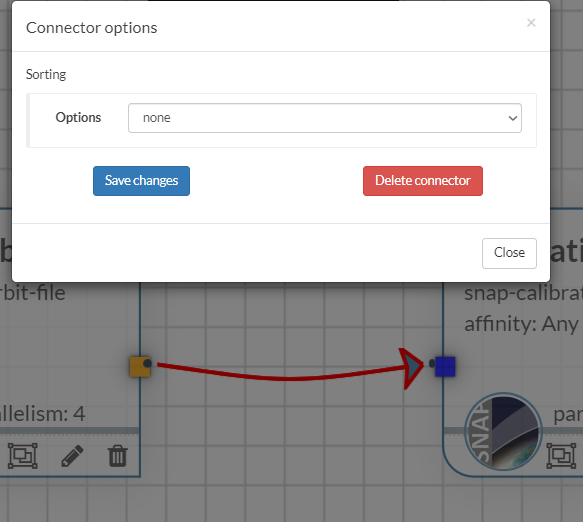 Connector options
×
Sorting
Options none
Save changes Delete connector
Close
rbit-file
snap-calibrat
affinity: Any
llelism: 4
SNAP
par